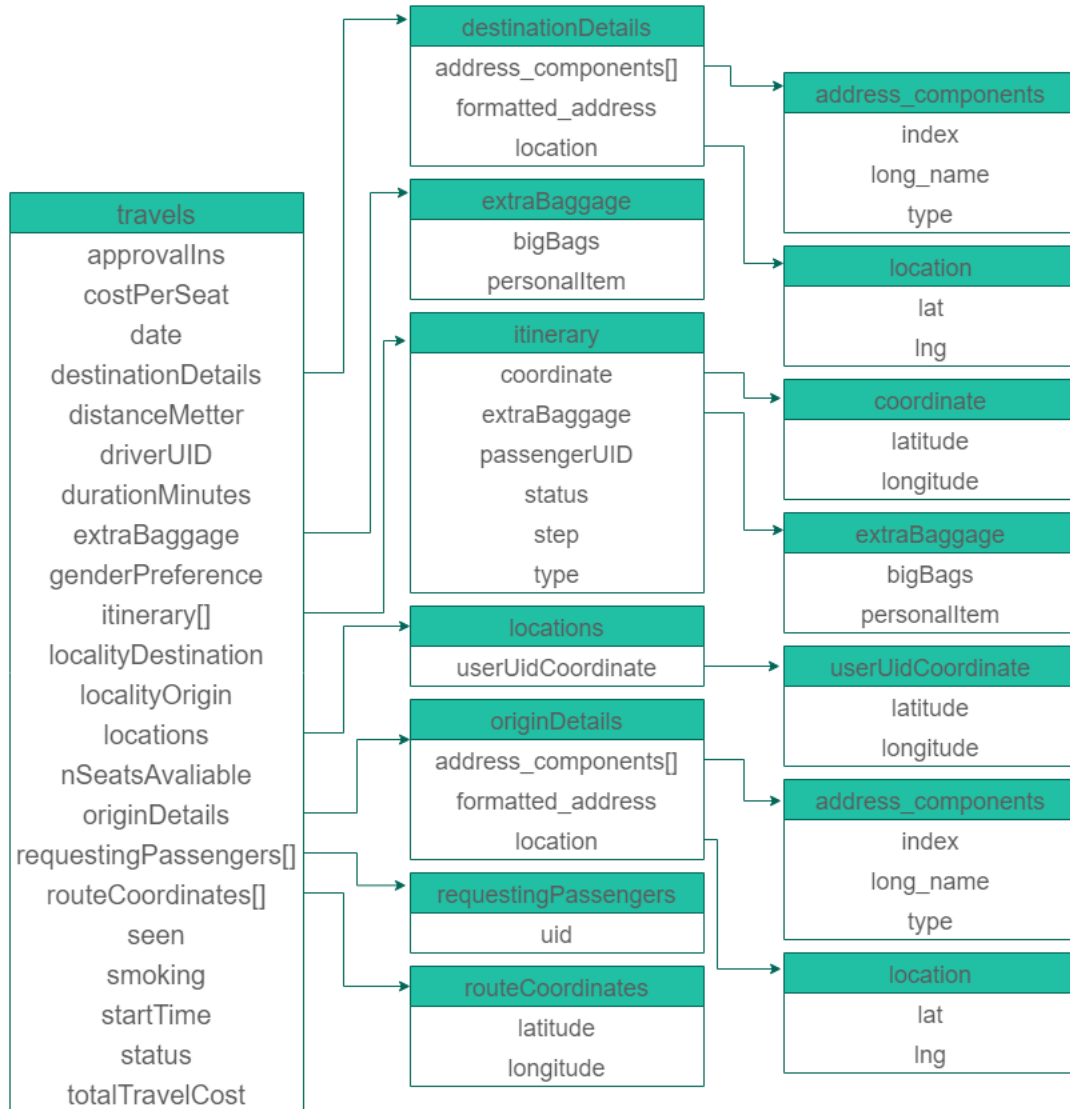 travels
approvalIns
costPerSeat
date
destinationDetails
distanceMetter
driverUID
durationMinutes
extraBaggage
genderPreference
itinerary[]
localityDestination
localityOrigin
locations
nSeatsAvaliable
originDetails
requestingPassengers[]
routeCoordinates[]
seen
smoking
startTime
status
totalTravelCost
destinationDetails
address_components[]
formatted_address
location
extraBaggage
bigBags
personalItem
itinerary
coordinate
extraBaggage
passengerUID
status
step
type
locations
userUidCoordinate
originDetails
address_components[]
formatted_address
location
requestingPassengers
uid
routeCoordinates
latitude
longitude
address_components
index
long_name
type
location
lat
lng
coordinate
latitude
longitude
extraBaggage
bigBags
personalItem
userUidCoordinate
latitude
longitude
address_components
index
long_name
type
location
lat
lng